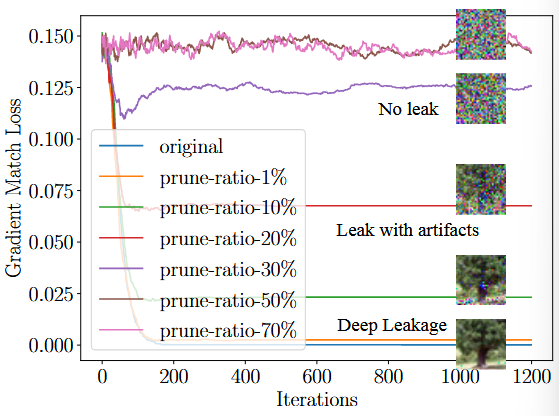 0.150
0.125
0.100
0.075
0.050
0.025
0.000
Gradient Match Loss
No leak
original
prune-ratio-1%
prune-ratio-10%
prune-ratio-20%
prune-ratio-30%
prune-ratio-50%
prune-ratio-70%
Leak with artifacts
Deep Leakage
0 200 400 600 800 1000 1200
Iterations